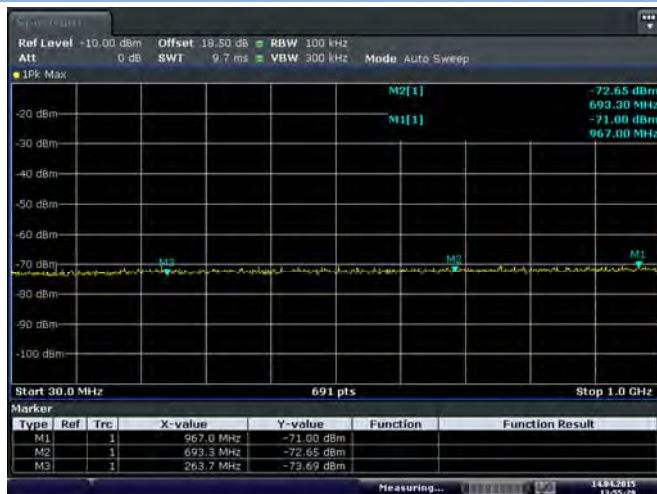 Spectrum
Ref Level -10.00 dBm Offset 18.50 dB RBW 100 kHz
Att 0 dB SWT 9.7 ms VBW 300 kHz Mode Auto Sweep
1Pk Max
M2[1] -72.65 dBm
693.30 MHz
-20 dBm
M1[1] -71.00 dBm
967.00 MHz
-30 dBm
-40 dBm
-50 dBm
-60 dBm
-70 dBm
M3 M2 M1
-80 dBm
-90 dBm
-100 dBm
Start 30.0 MHz 691 pts Stop 1.0 GHz
Marker
Type Ref Trc X-value Y-value Function Function Result
M1 1 967.0 MHz -71.00 dBm
M2 1 693.3 MHz -72.65 dBm
M3 1 263.7 MHz -73.69 dBm
Measuring... 14.04.2015
13:55:26